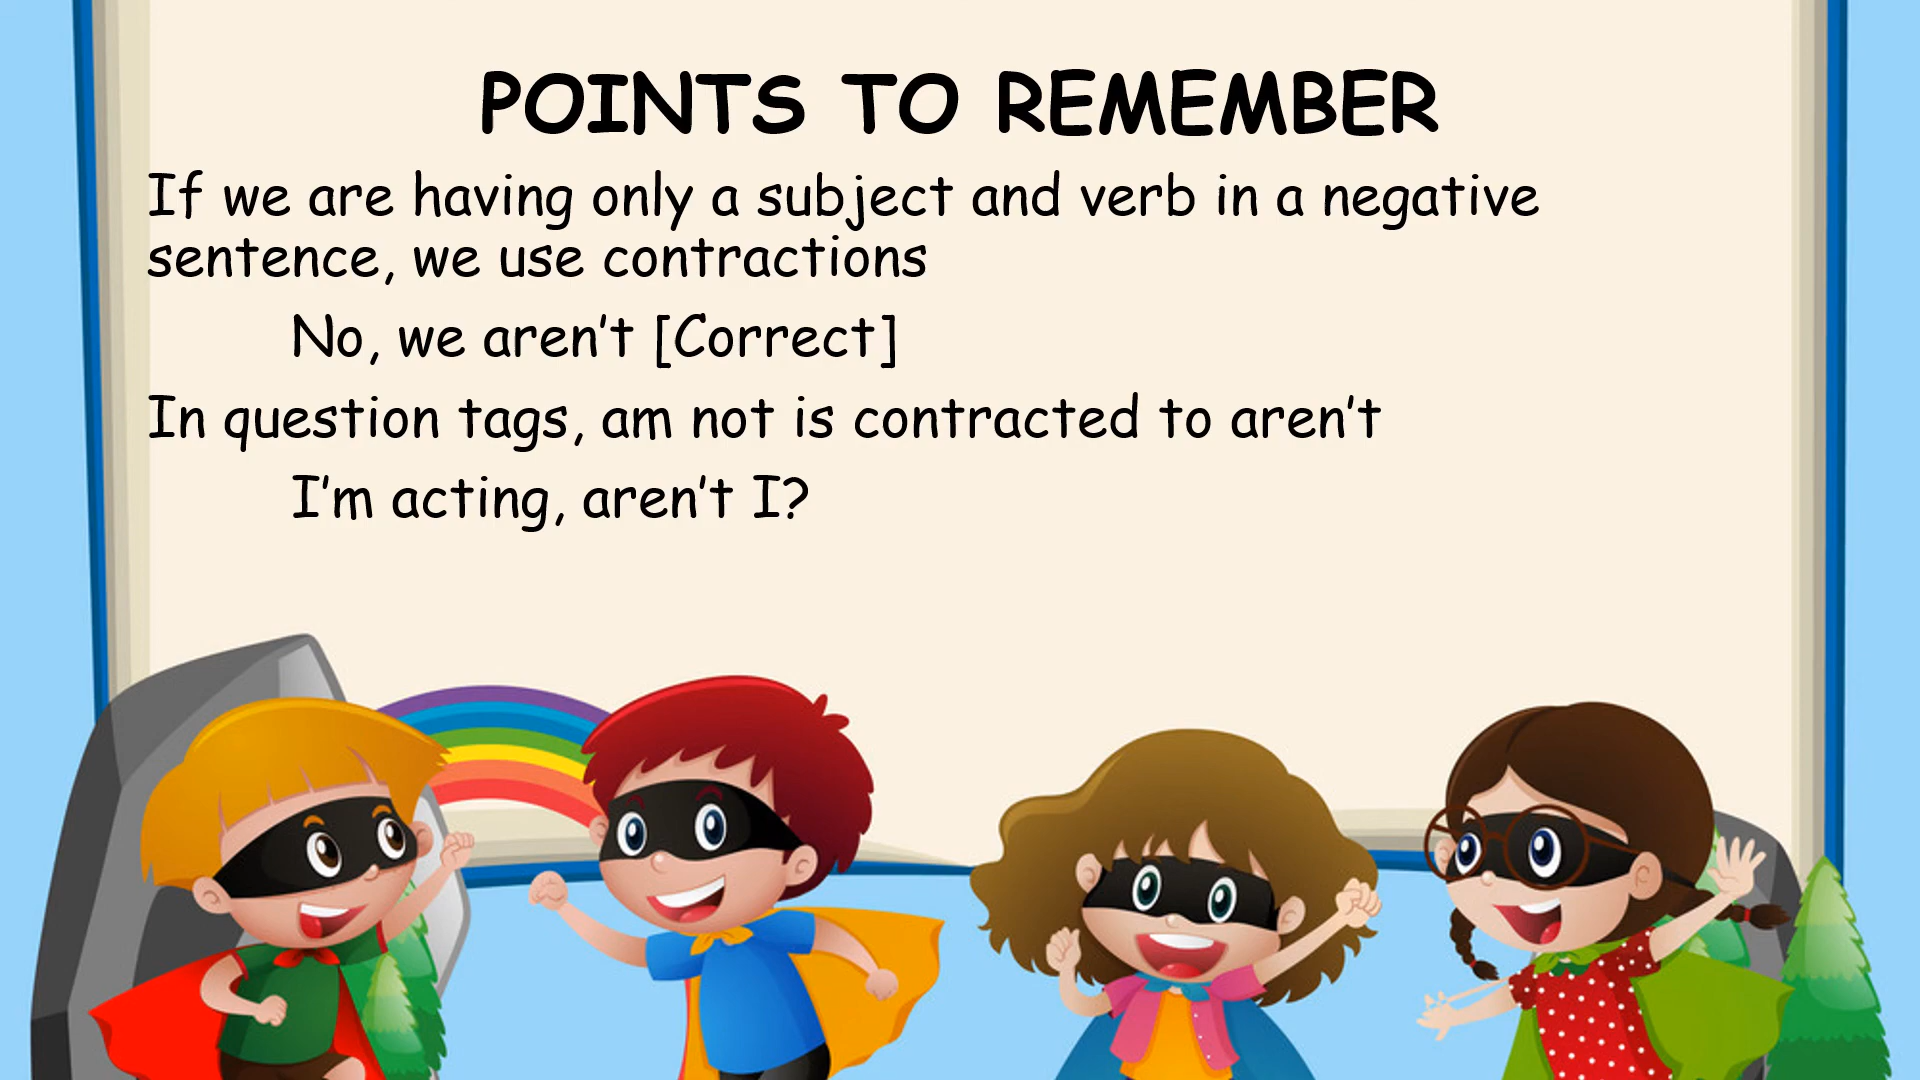 POINTS TO REMEMBER
If we are having only a subject and verb in a negative
sentence, we use contractions
No, we aren’t [Correct]
In question tags, am not is contracted to aren’t
I’m acting, aren’t I?